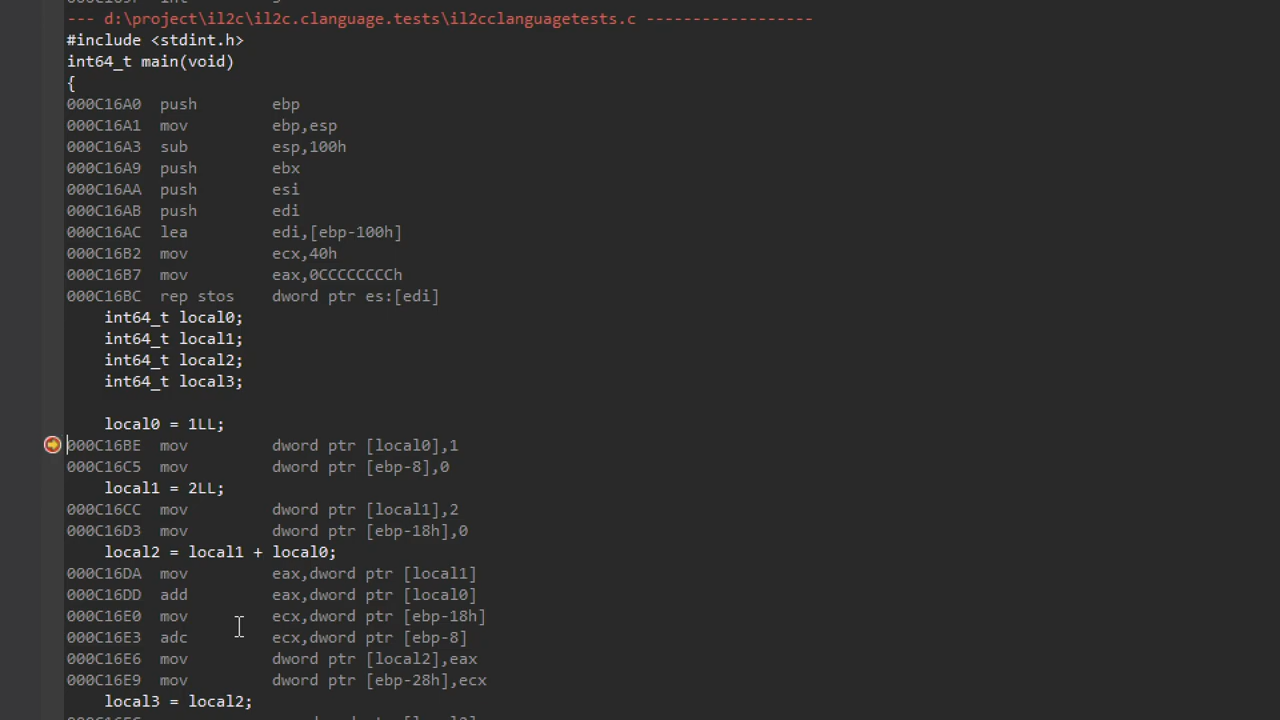 --- d:\project\il2c\il2c.clanguage.tests\il2cclanguagetests.c ------------------
#include <stdint.h>
int64_t main(void)
{
000C16A0  push        ebp
000C16A1  mov         ebp,esp
000C16A3  sub         esp,100h
000C16A9  push        ebx
000C16AA  push        esi
000C16AB  push        edi
000C16AC  lea         edi,[ebp-100h]
000C16B2  mov         ecx,40h
000C16B7  mov         eax,0CCCCCCCCh
000C16BC  rep stos    dword ptr es:[edi]
    int64_t local0;
    int64_t local1;
    int64_t local2;
    int64_t local3;
    local0 = 1LL;
000C16BE  mov         dword ptr [local0],1
000C16C5  mov         dword ptr [ebp-8],0
    local1 = 2LL;
000C16CC  mov         dword ptr [local1],2
000C16D3  mov         dword ptr [ebp-18h],0
    local2 = local1 + local0;
000C16DA  mov         eax,dword ptr [local1]
000C16DD  add         eax,dword ptr [local0]
000C16E0  mov         ecx,dword ptr [ebp-18h]
000C16E3  adc         ecx,dword ptr [ebp-8]
000C16E6  mov         dword ptr [local2],eax
000C16E9  mov         dword ptr [ebp-28h],ecx
    local3 = local2;